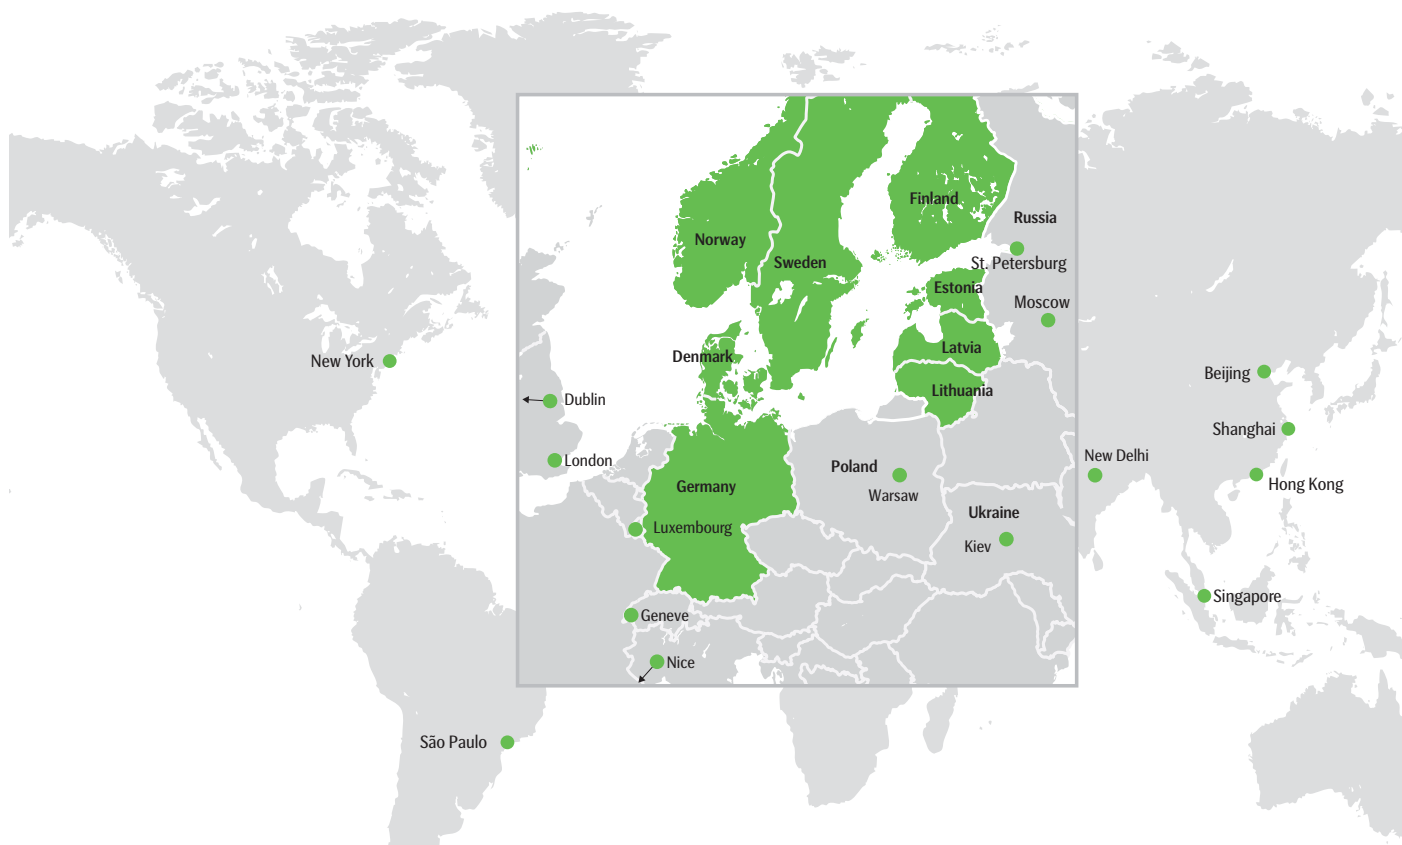 Finland
Russia
Norway
Sweden
St. Petersburg
Estonia
Moscow
Latvia
Denmark
New York
Beijing
Lithuania
Dublin
Shanghai
New Delhi
London
Poland
Hong Kong
Germany
Warsaw
Ukraine
Luxembourg
Kiev
Singapore
Geneve
Nice
São Paulo